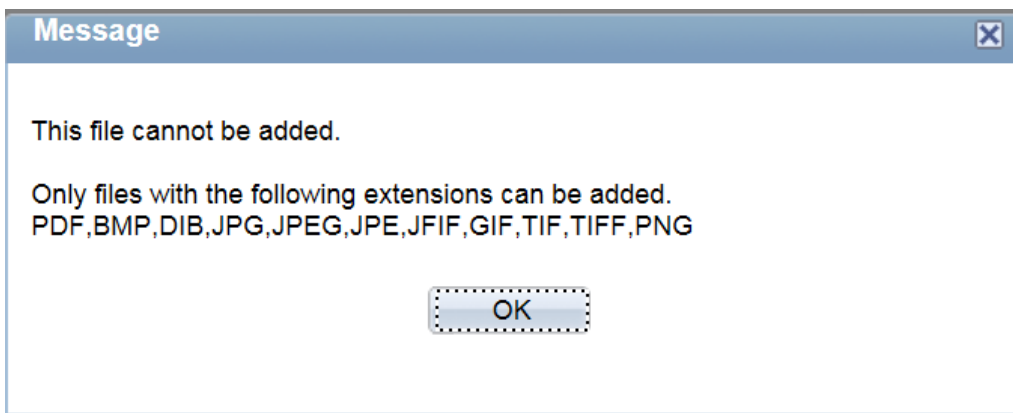 Message
This file cannot be added.
Only files with the following extensions can be added.
PDF,BMP,DIB,JPG,JPEG,JPE,JFIF,GIF,TIF,TIFF,PNG
OK